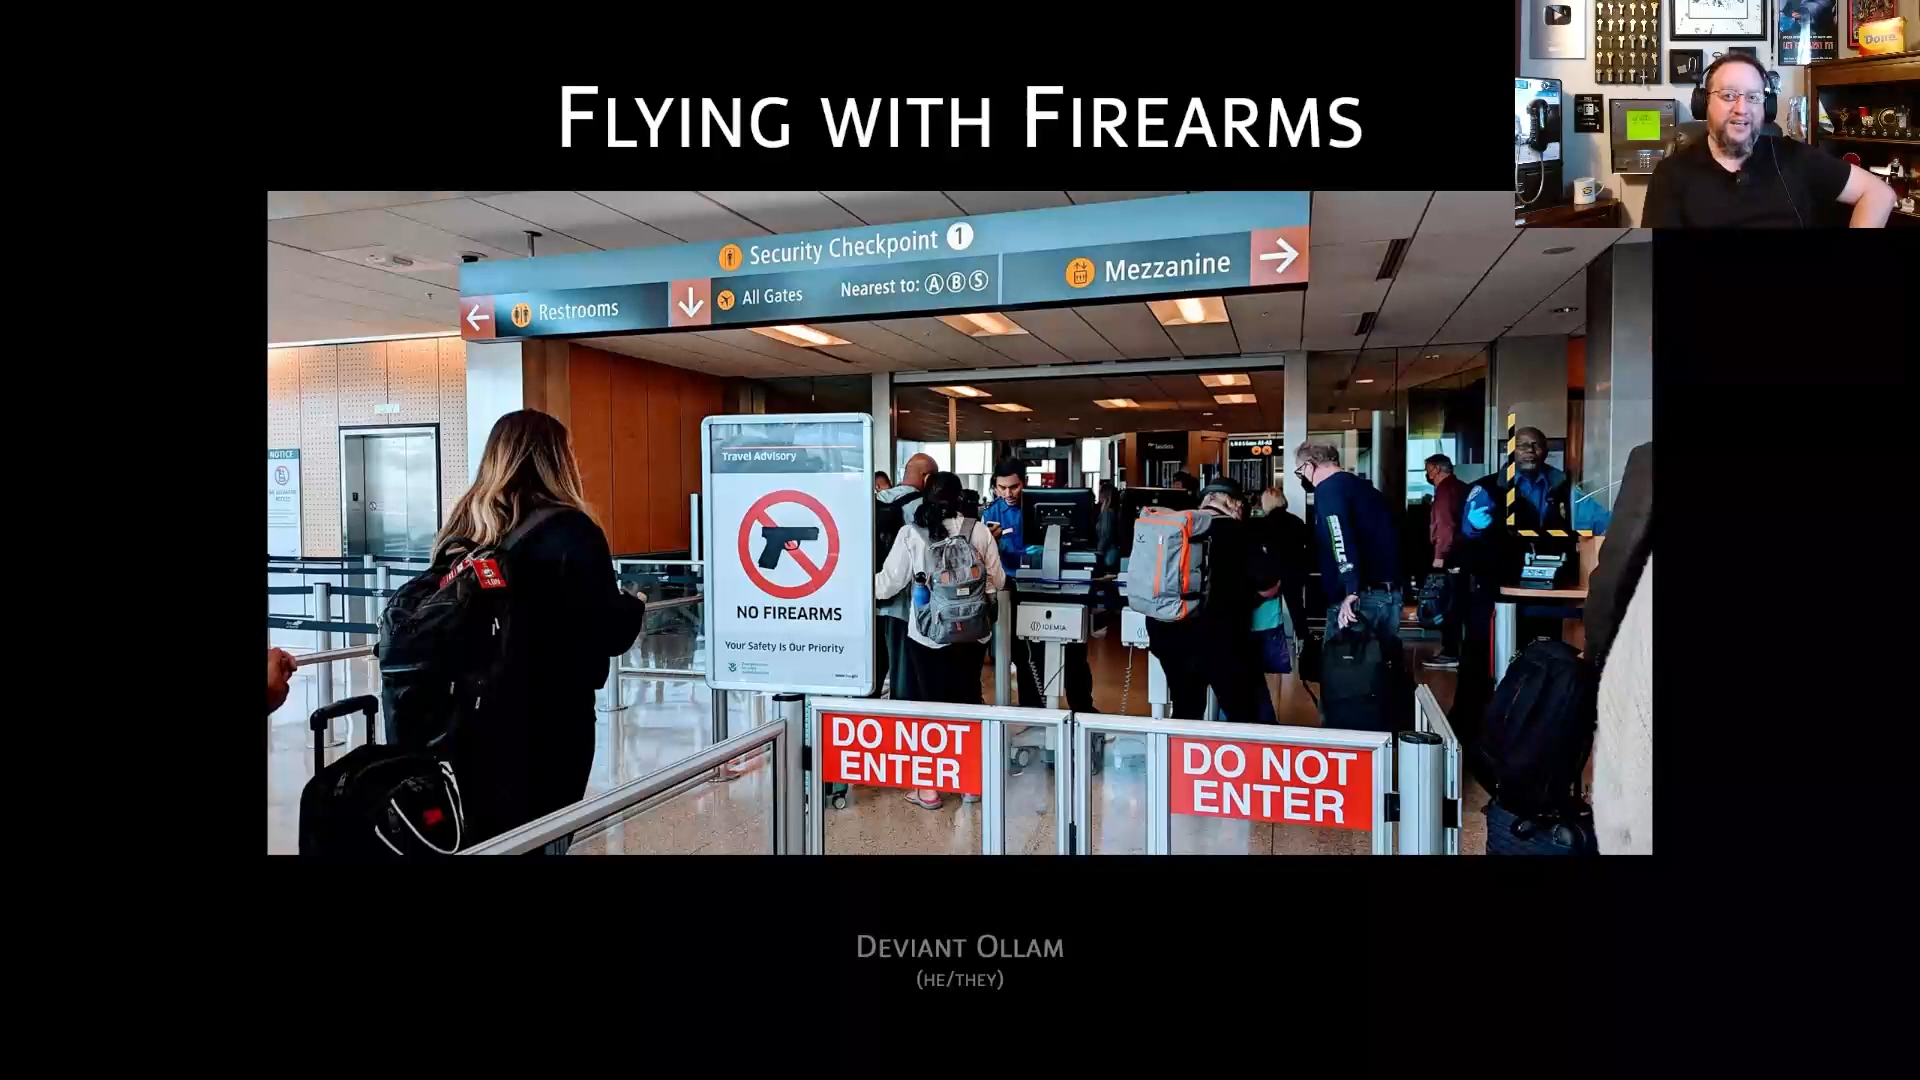 FLYING WITH FIREARMS
Security Checkpoint 1
Mezzanine
Restrooms
All Gates
Nearest to: A B S
NOTICE
Travel Advisory
NO FIREARMS
Your Safety Is Our Priority
IDEMIA
DO NOT
ENTER
DO NOT
ENTER
DEVIANT OLLAM
(HE/THEY)